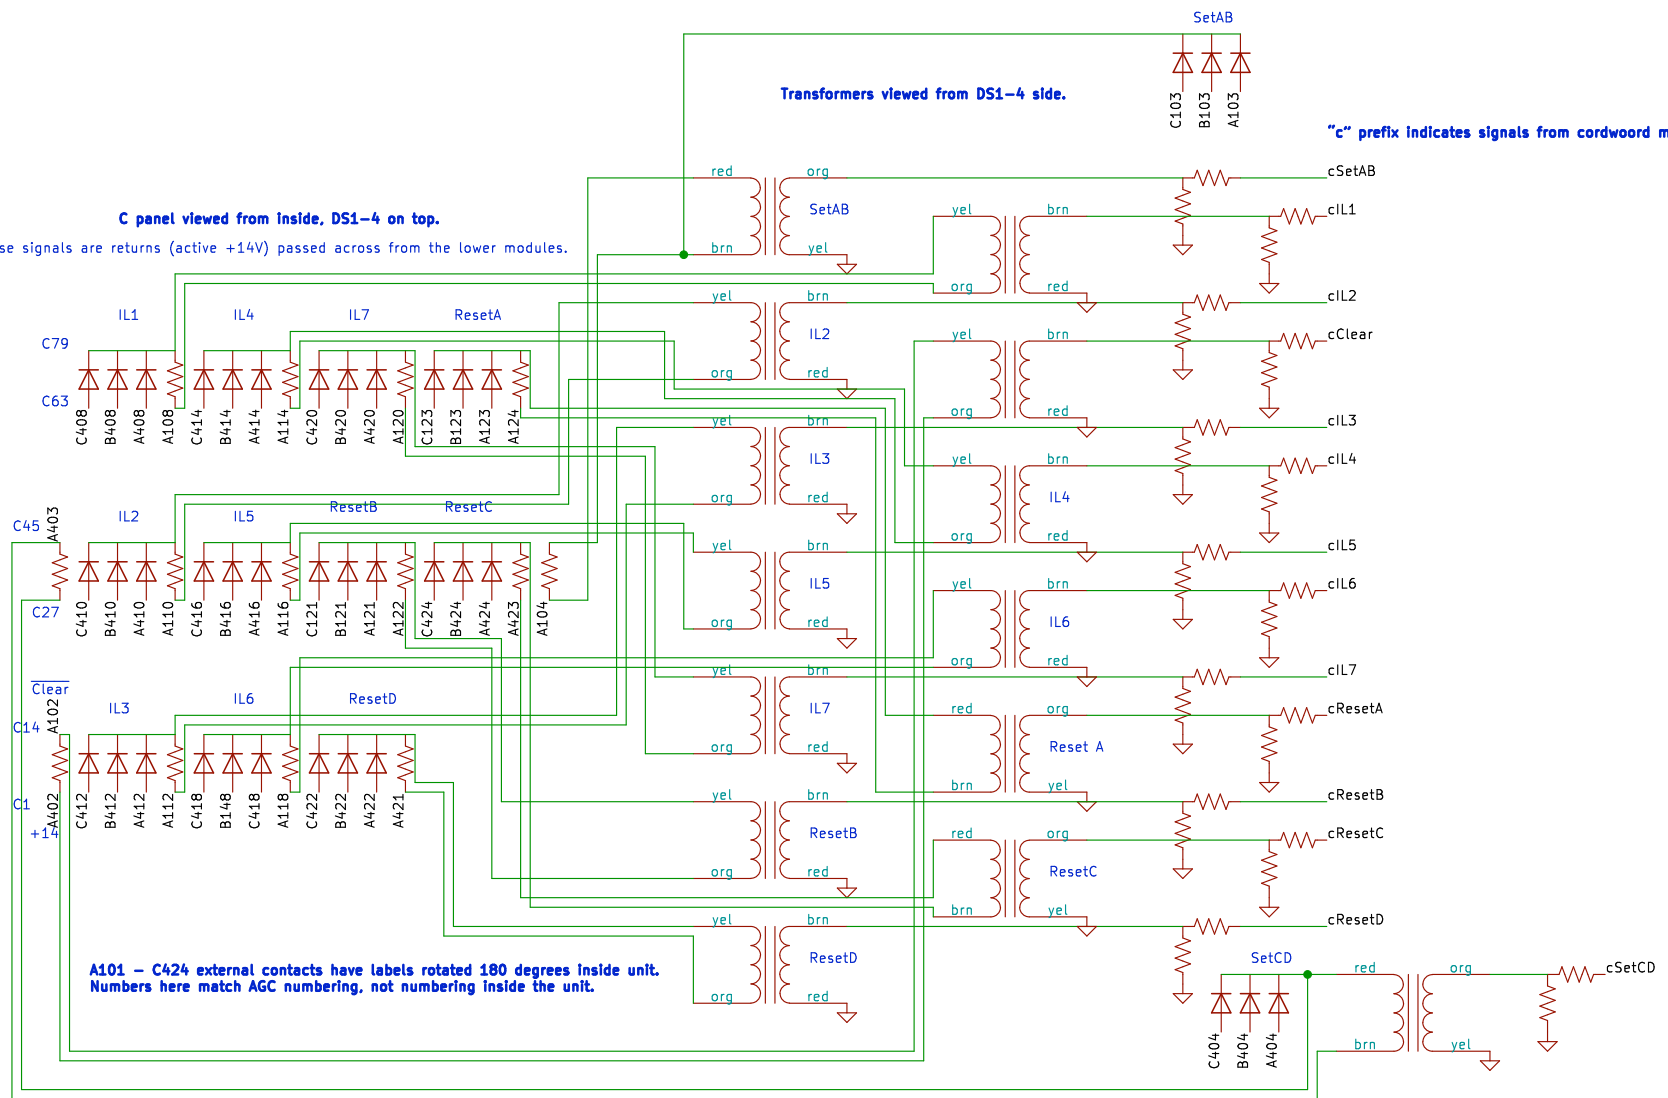 SetAB
Transformers viewed from DS1-4 side.
C103
B103
A103
"c" prefix indicates signals from cordwoord m
red
org
cSetAB
C panel viewed from inside, DS1-4 on top.
SetAB
yel
brn
cIL1
se signals are returns (active +14V) passed across from the lower modules.
brn
yel
org
red
yel
brn
cIL2
IL1
IL4
IL7
ResetA
IL2
C79
yel
brn
cClear
org
red
C63
C408
B408
A408
A108
C414
B414
A414
A114
C420
B420
A420
A120
C123
B123
A123
A124
org
red
yel
brn
cIL3
IL3
yel
brn
cIL4
org
red
IL4
C45
A403
IL2
IL5
ResetB
ResetC
org
red
yel
brn
cIL5
IL5
yel
brn
cIL6
C27
C410
B410
A410
A110
C416
B416
A416
A116
C121
B121
A121
A122
C424
B424
A424
A423
A104
org
red
IL6
org
red
yel
brn
cIL7
Clear
A102
IL3
IL6
ResetD
IL7
red
org
cResetA
C14
org
red
Reset A
brn
yel
C1
+14
A402
C412
B412
A412
A112
C418
B148
C418
A118
C422
B422
A422
A421
yel
brn
cResetB
ResetB
red
org
cResetC
org
red
ResetC
brn
yel
yel
brn
cResetD
ResetD
SetCD
A101 - C424 external contacts have labels rotated 180 degrees inside unit.
Numbers here match AGC numbering, not numbering inside the unit.
red
org
cSetCD
org
red
C404
B404
A404
brn
yel